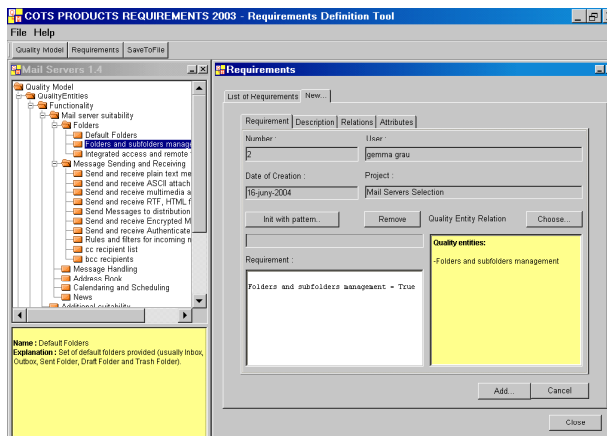 COTS PRODUCTS REQUIREMENTS 2003 - Requirements Definition Tool
File Help
Quality Model Requirements SaveToFile
Mail Servers 1.4
Quality Model
QualityEntities
Functionality
Mail server suitability
Folders
Default Folders
Folders and subfolders manage
Integrated access and remote
Message Sending and Receiving
Send and receive plain text me
Send and receive ASCII attach
Send and receive multimedia a
Send and receive RTF, HTML f
Send Messages to distribution
Send and receive Encrypted M
Send and receive Authenticate
Rules and filters for incoming n
cc recipient list
bcc recipients
Message Handling
Address Book
Calendaring and Scheduling
News
Additional suitability
Name : Default Folders
Explanation : Set of default folders provided (usually Inbox,
Outbox, Sent Folder, Draft Folder and Trash Folder).
Requirements
List of Requirements New...
Requirement Description Relations Attributes
Number : User :
2 gemma grau
Date of Creation : Project :
16-juny-2004 Mail Servers Selection
Init with pattern.. Remove Quality Entity Relation Choose...
Quality entities:
-Folders and subfolders management
Requirement :
Folders and subfolders management = True
Add... Cancel
Close